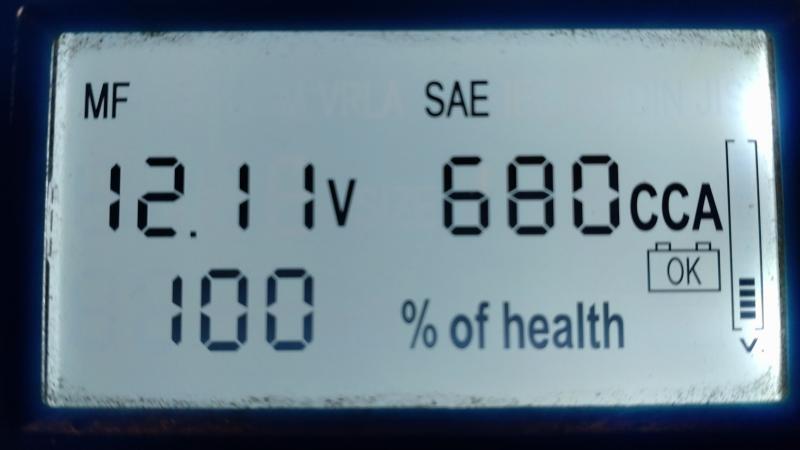 MF SAE
12.11V 680CCA
OK
100 % of health